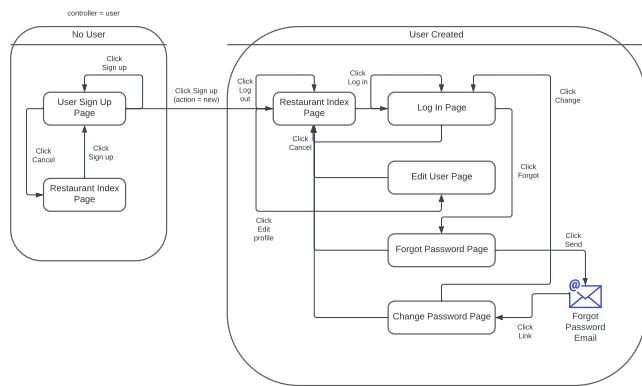 controller = user
No User
User Created
Click
Sign up
User Sign Up
Page
Click
Cancel
Click
Sign up
Restaurant Index
Page
Click Sign up
(action = new)
Click
Log
out
Restaurant Index
Page
Click
Log in
Log In Page
Click
Change
Click
Cancel
Click
Forgot
Edit User Page
Click
Edit
profile
Forgot Password Page
Click
Send
@
Change Password Page
Click
Link
Forgot
Password
Email